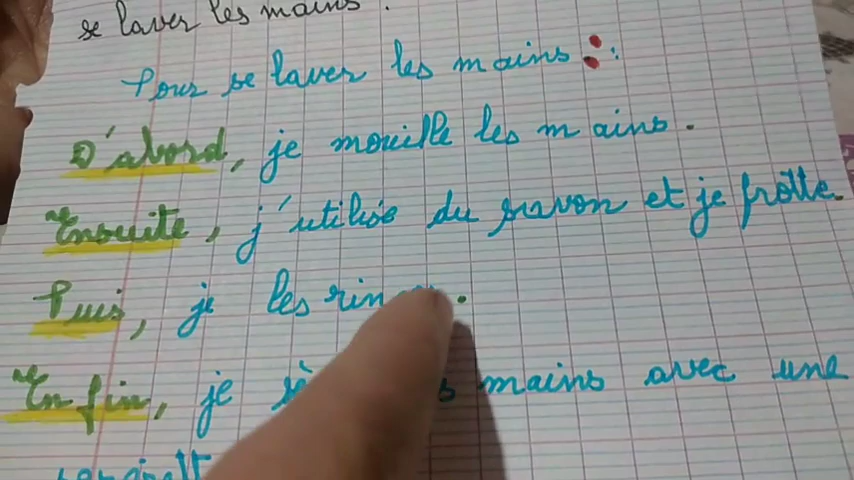 se laver les mains.
Pour se laver les mains :
D'abord, je mouille les mains.
Ensuite, j'utilise du savon et je frotte.
Puis, je les
Enfin, je mains avec une